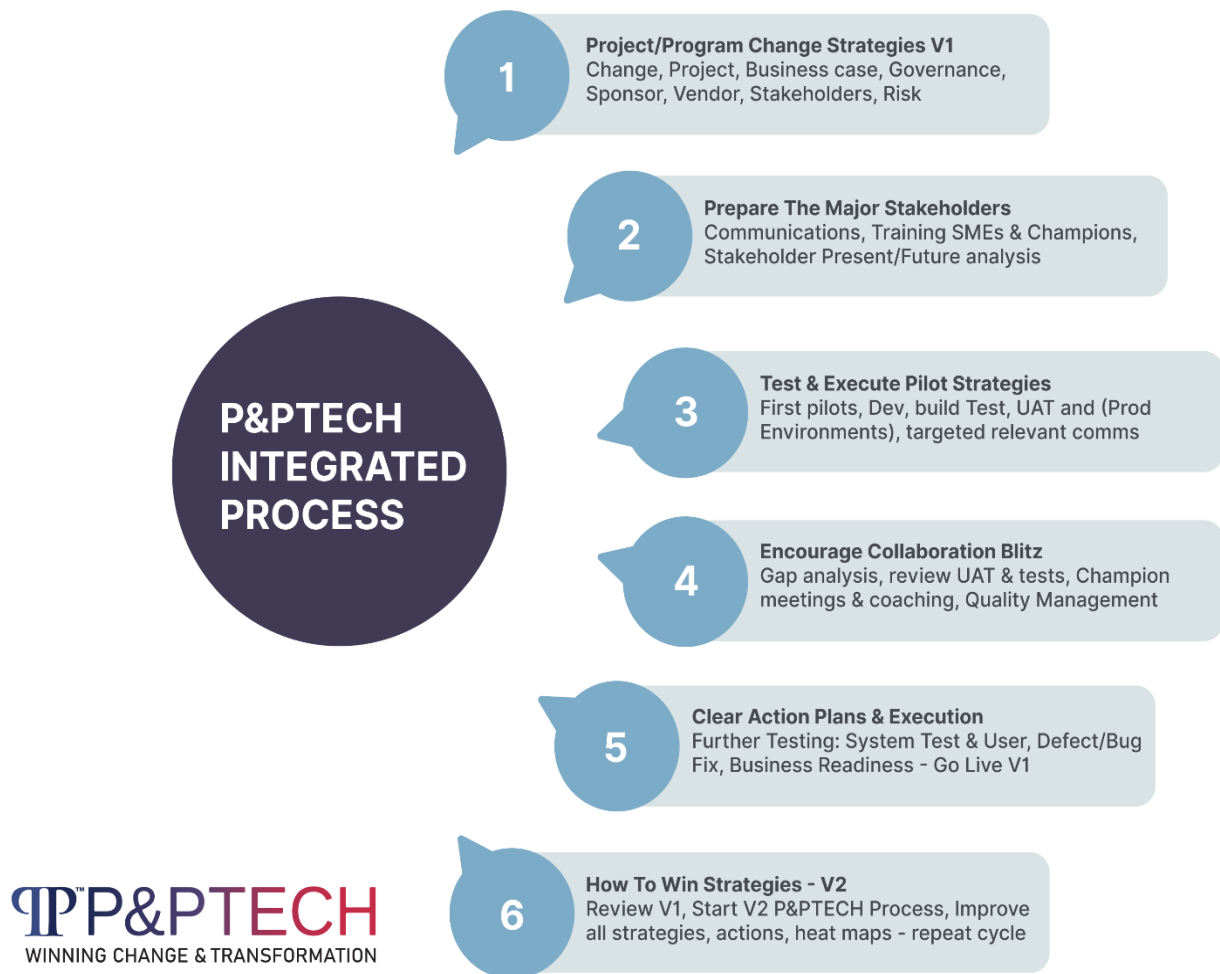 1
Project/Program Change Strategies V1
Change, Project, Business case, Governance,
Sponsor, Vendor, Stakeholders, Risk
2
Prepare The Major Stakeholders
Communications, Training SMEs & Champions,
Stakeholder Present/Future analysis
3
Test & Execute Pilot Strategies
First pilots, Dev, build Test, UAT and (Prod
Environments), targeted relevant comms
P&PTECH
INTEGRATED
PROCESS
4
Encourage Collaboration Blitz
Gap analysis, review UAT & tests, Champion
meetings & coaching, Quality Management
5
Clear Action Plans & Execution
Further Testing: System Test & User, Defect/Bug
Fix, Business Readiness - Go Live V1
6
How To Win Strategies - V2
Review V1, Start V2 P&PTECH Process, Improve
all strategies, actions, heat maps - repeat cycle
PP™ P&PTECH
WINNING CHANGE & TRANSFORMATION